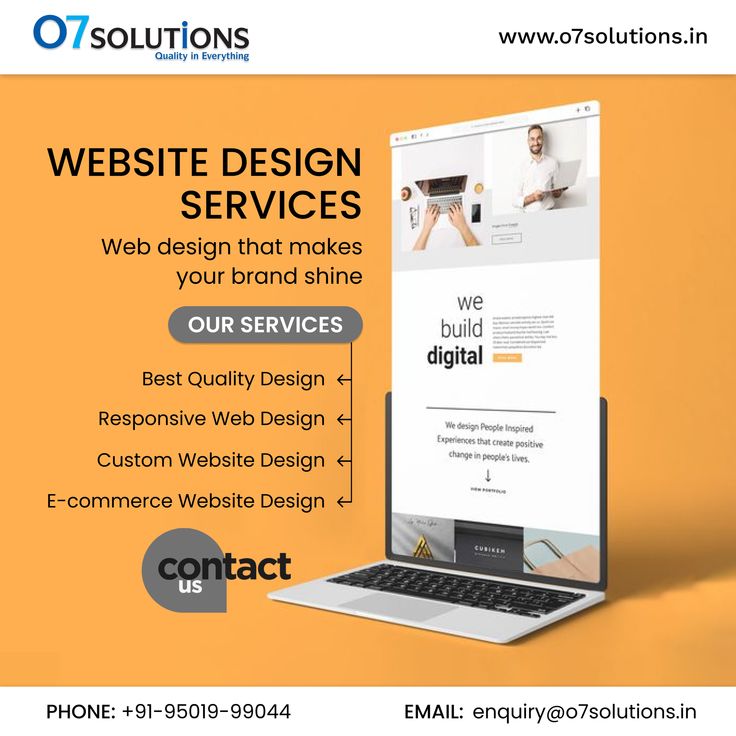 O7SOLUTIONS
Quality in Everything
www.o7solutions.in
WEBSITE DESIGN
SERVICES
Web design that makes
your brand shine
OUR SERVICES
Best Quality Design
Responsive Web Design
Custom Website Design
E-commerce Website Design
contact
us
we
build
digital
We design People Inspired
Experiences that create positive
change in people's lives.
VIEW PORTFOLIO
CUBIKEH
PHONE: +91-95019-99044
EMAIL: enquiry@o7solutions.in